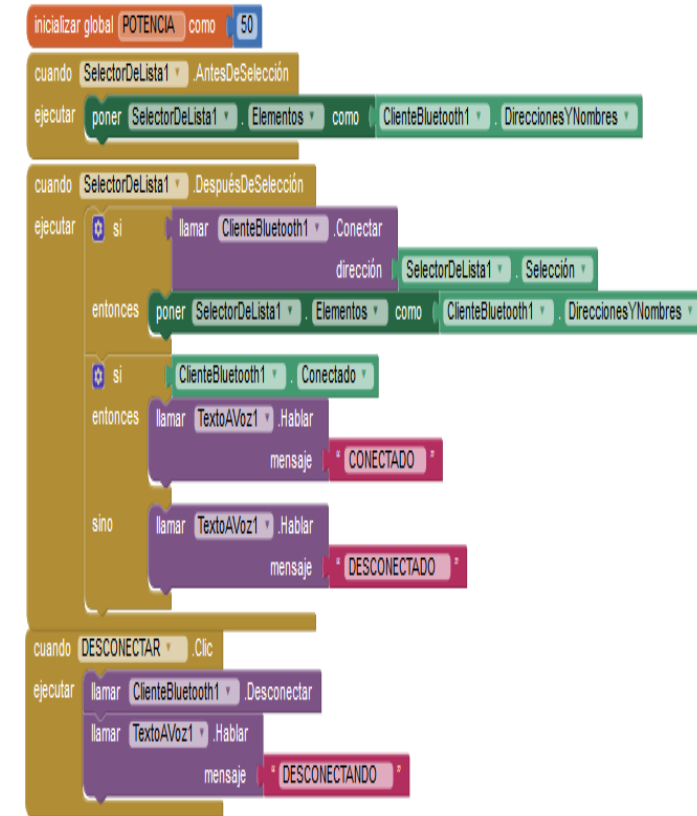 inicializar global POTENCIA como 50
cuando SelectorDeLista1 .AntesDeSelección
ejecutar poner SelectorDeLista1 . Elementos como ClienteBluetooth1 . DireccionesYNombres
cuando SelectorDeLista1 .DespuésDeSelección
ejecutar si llamar ClienteBluetooth1 .Conectar
dirección SelectorDeLista1 . Selección
entonces poner SelectorDeLista1 . Elementos como ClienteBluetooth1 . DireccionesYNombres
si ClienteBluetooth1 . Conectado
entonces llamar TextoAVoz1 .Hablar
mensaje " CONECTADO "
sino llamar TextoAVoz1 .Hablar
mensaje " DESCONECTADO "
cuando DESCONECTAR .Clic
ejecutar llamar ClienteBluetooth1 .Desconectar
llamar TextoAVoz1 .Hablar
mensaje " DESCONECTANDO "